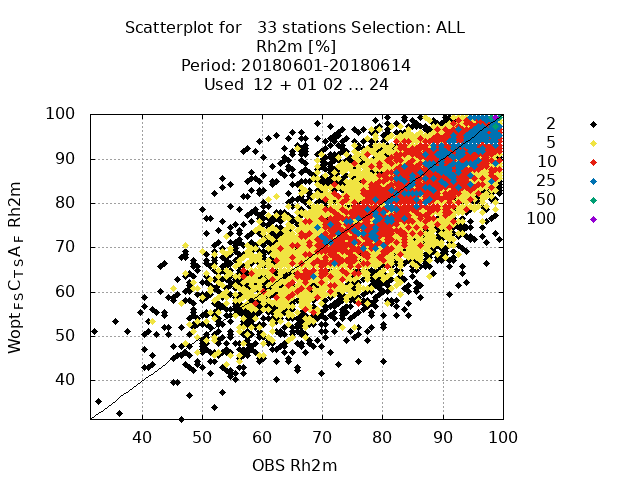 Scatterplot for   33 stations Selection: ALL
Rh2m [%]
Period: 20180601-20180614
Used  12 + 01 02 ... 24
100
90
80
70
60
50
40
40 50 60 70 80 90 100
Wopt FSCTSAF Rh2m
OBS Rh2m
2
5
10
25
50
100